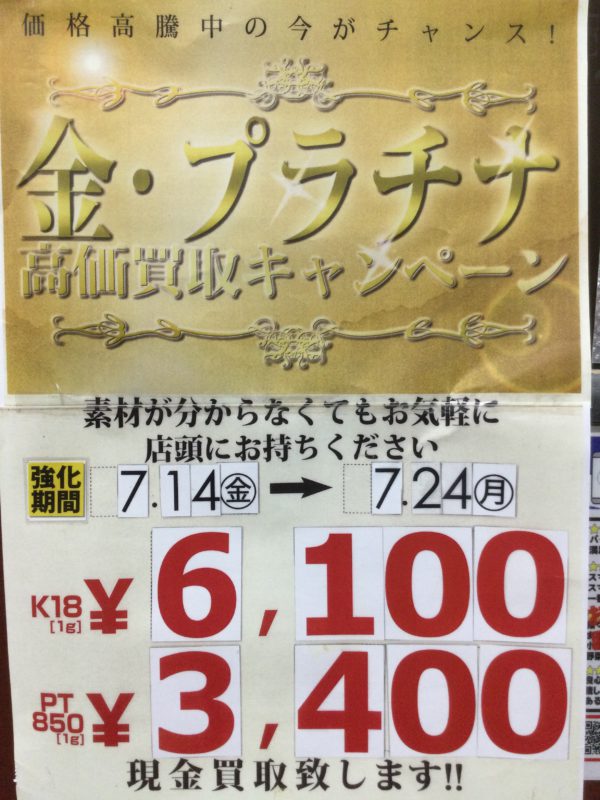 価格高騰中の今がチャンス!
金・プラチナ
高価買取キャンペーン
素材が分からなくてもお気軽に
店頭にお持ちください
強化期間 7.14㊎ → 7.24㊊
K18 [1g] ¥6,100
PT850 [1g] ¥3,400
現金買取致します!!